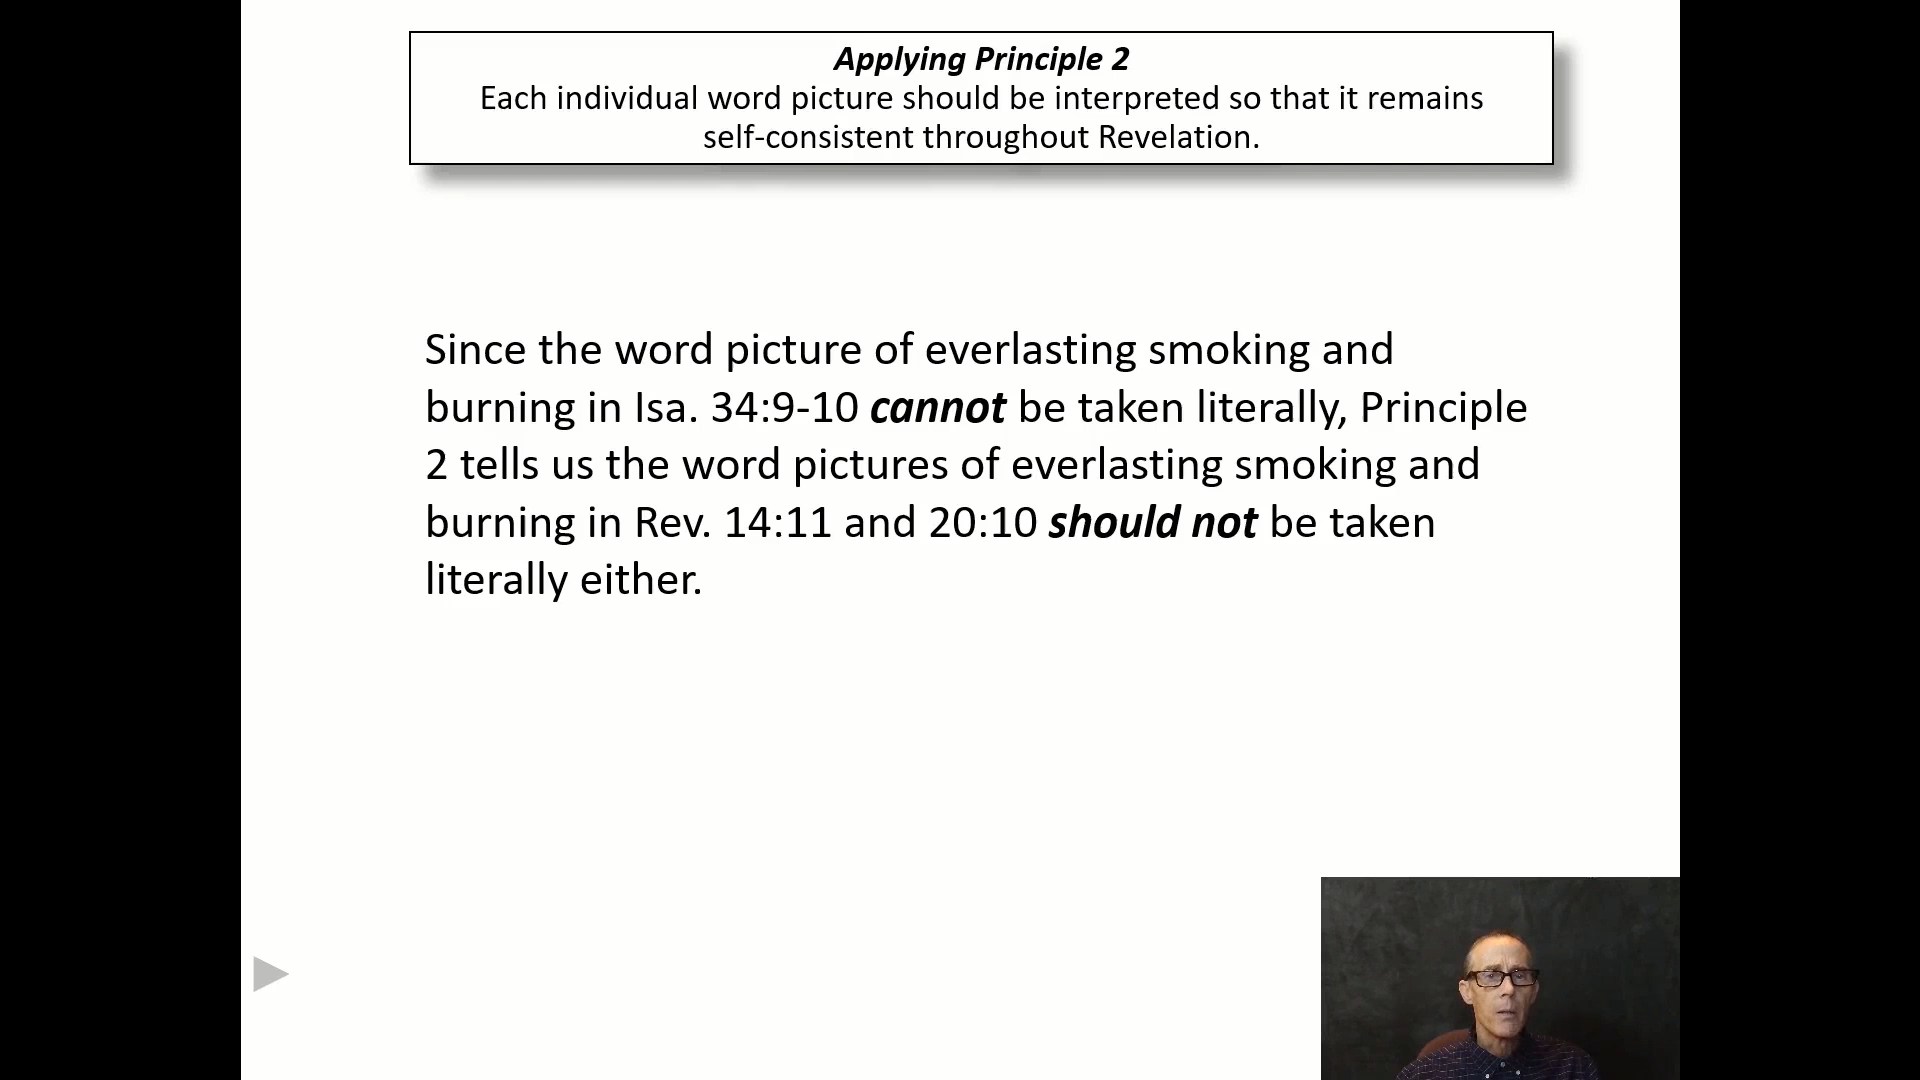 Applying Principle 2
Each individual word picture should be interpreted so that it remains
self-consistent throughout Revelation.
Since the word picture of everlasting smoking and
burning in Isa. 34:9-10 cannot be taken literally, Principle
2 tells us the word pictures of everlasting smoking and
burning in Rev. 14:11 and 20:10 should not be taken
literally either.